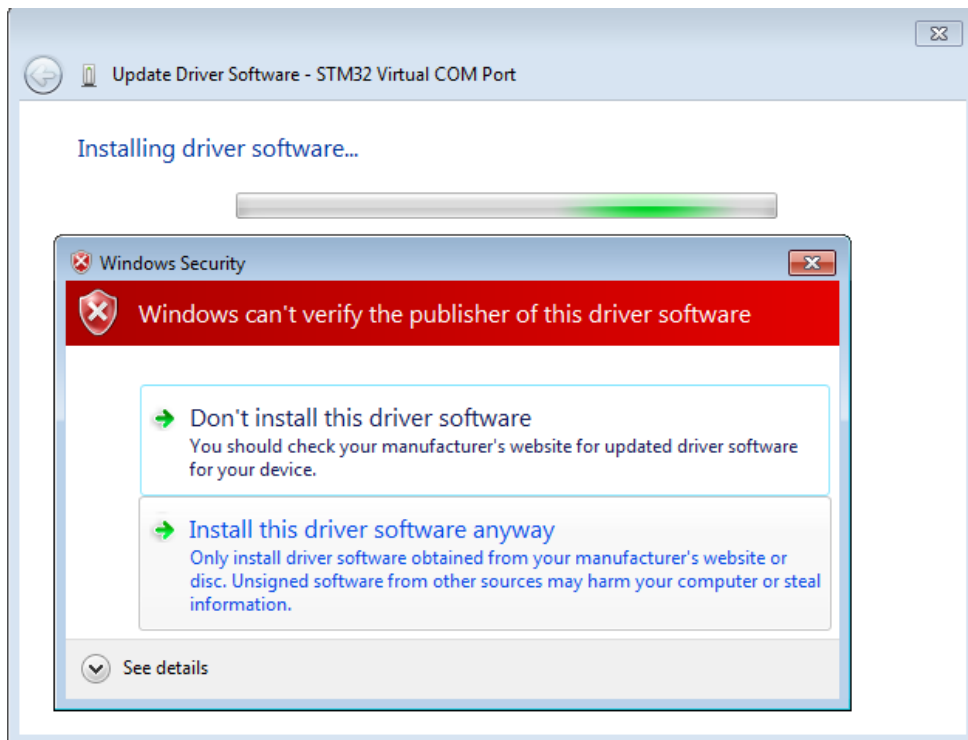 Update Driver Software - STM32 Virtual COM Port
Installing driver software...
Windows Security
Windows can't verify the publisher of this driver software
Don't install this driver software
You should check your manufacturer's website for updated driver software
for your device.
Install this driver software anyway
Only install driver software obtained from your manufacturer's website or
disc. Unsigned software from other sources may harm your computer or steal
information.
See details